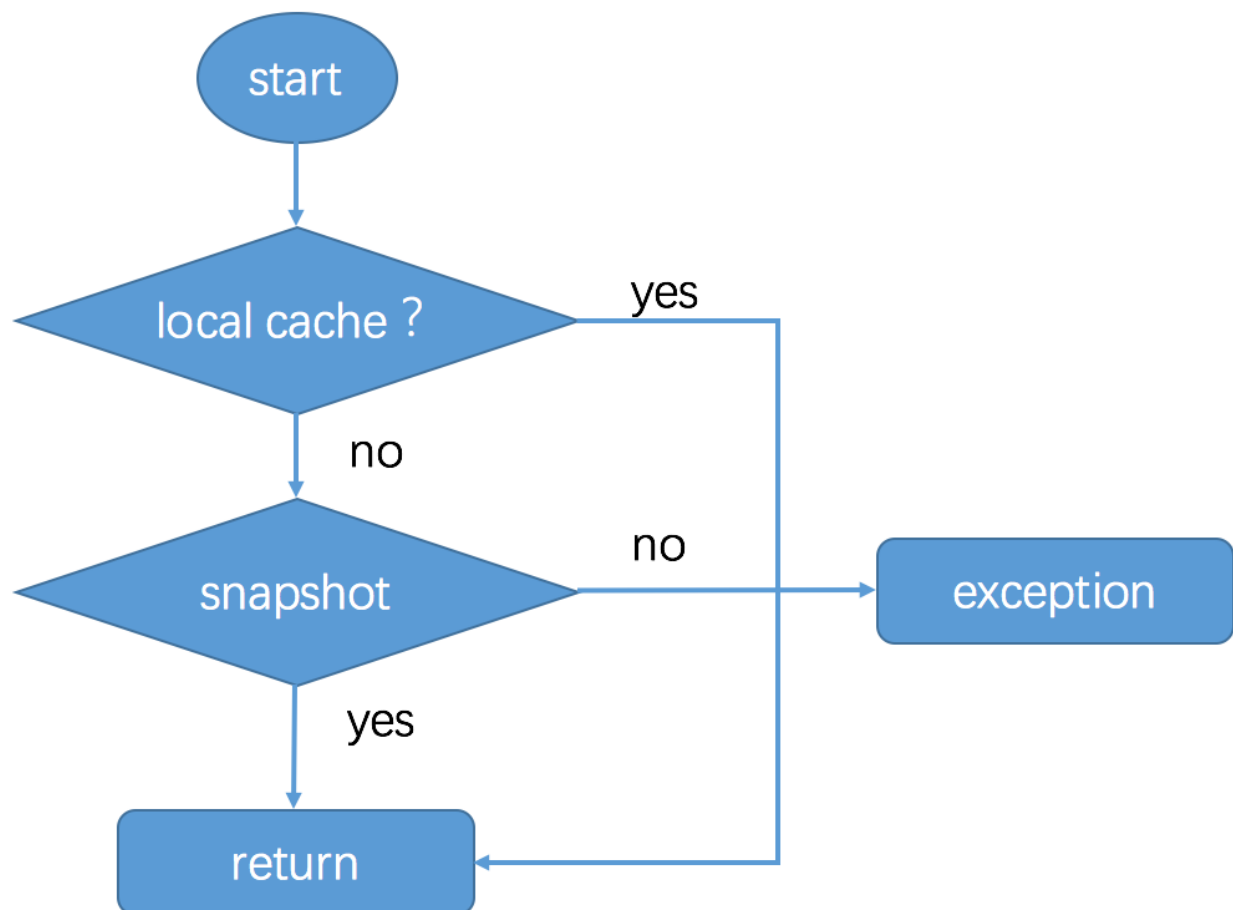 start
local cache？
yes
no
snapshot
no
exception
yes
return